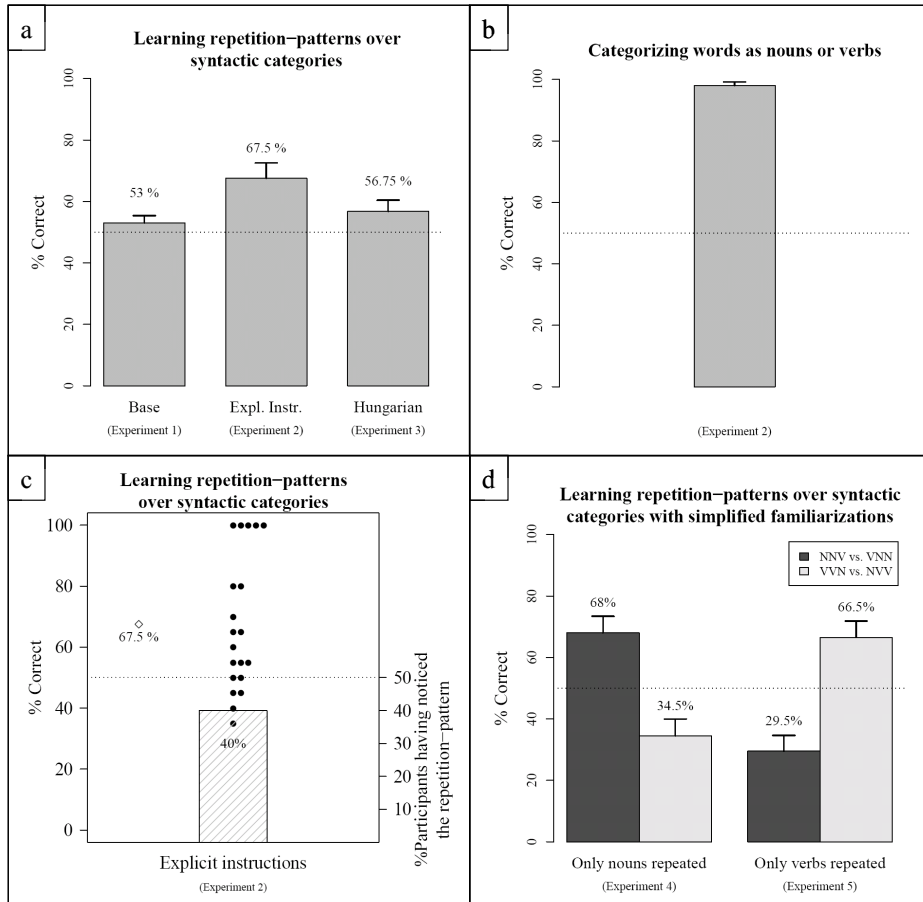 a
Learning repetition−patterns over
syntactic categories
% Correct
100
80
60
40
20
0
53 %
67.5 %
56.75 %
Base
Expl. Instr.
Hungarian
(Experiment 1)
(Experiment 2)
(Experiment 3)
b
Categorizing words as nouns or verbs
% Correct
100
80
60
40
20
0
(Experiment 2)
c
Learning repetition−patterns
over syntactic categories
% Correct
100
80
60
40
20
0
67.5 %
40%
50
40
30
20
10
%Participants having noticed
the repetition−pattern
Explicit instructions
(Experiment 2)
d
Learning repetition−patterns over syntactic
categories with simplified familiarizations
% Correct
100
80
60
40
20
0
NNV vs. VNN
VVN vs. NVV
68%
34.5%
29.5%
66.5%
Only nouns repeated
Only verbs repeated
(Experiment 4)
(Experiment 5)